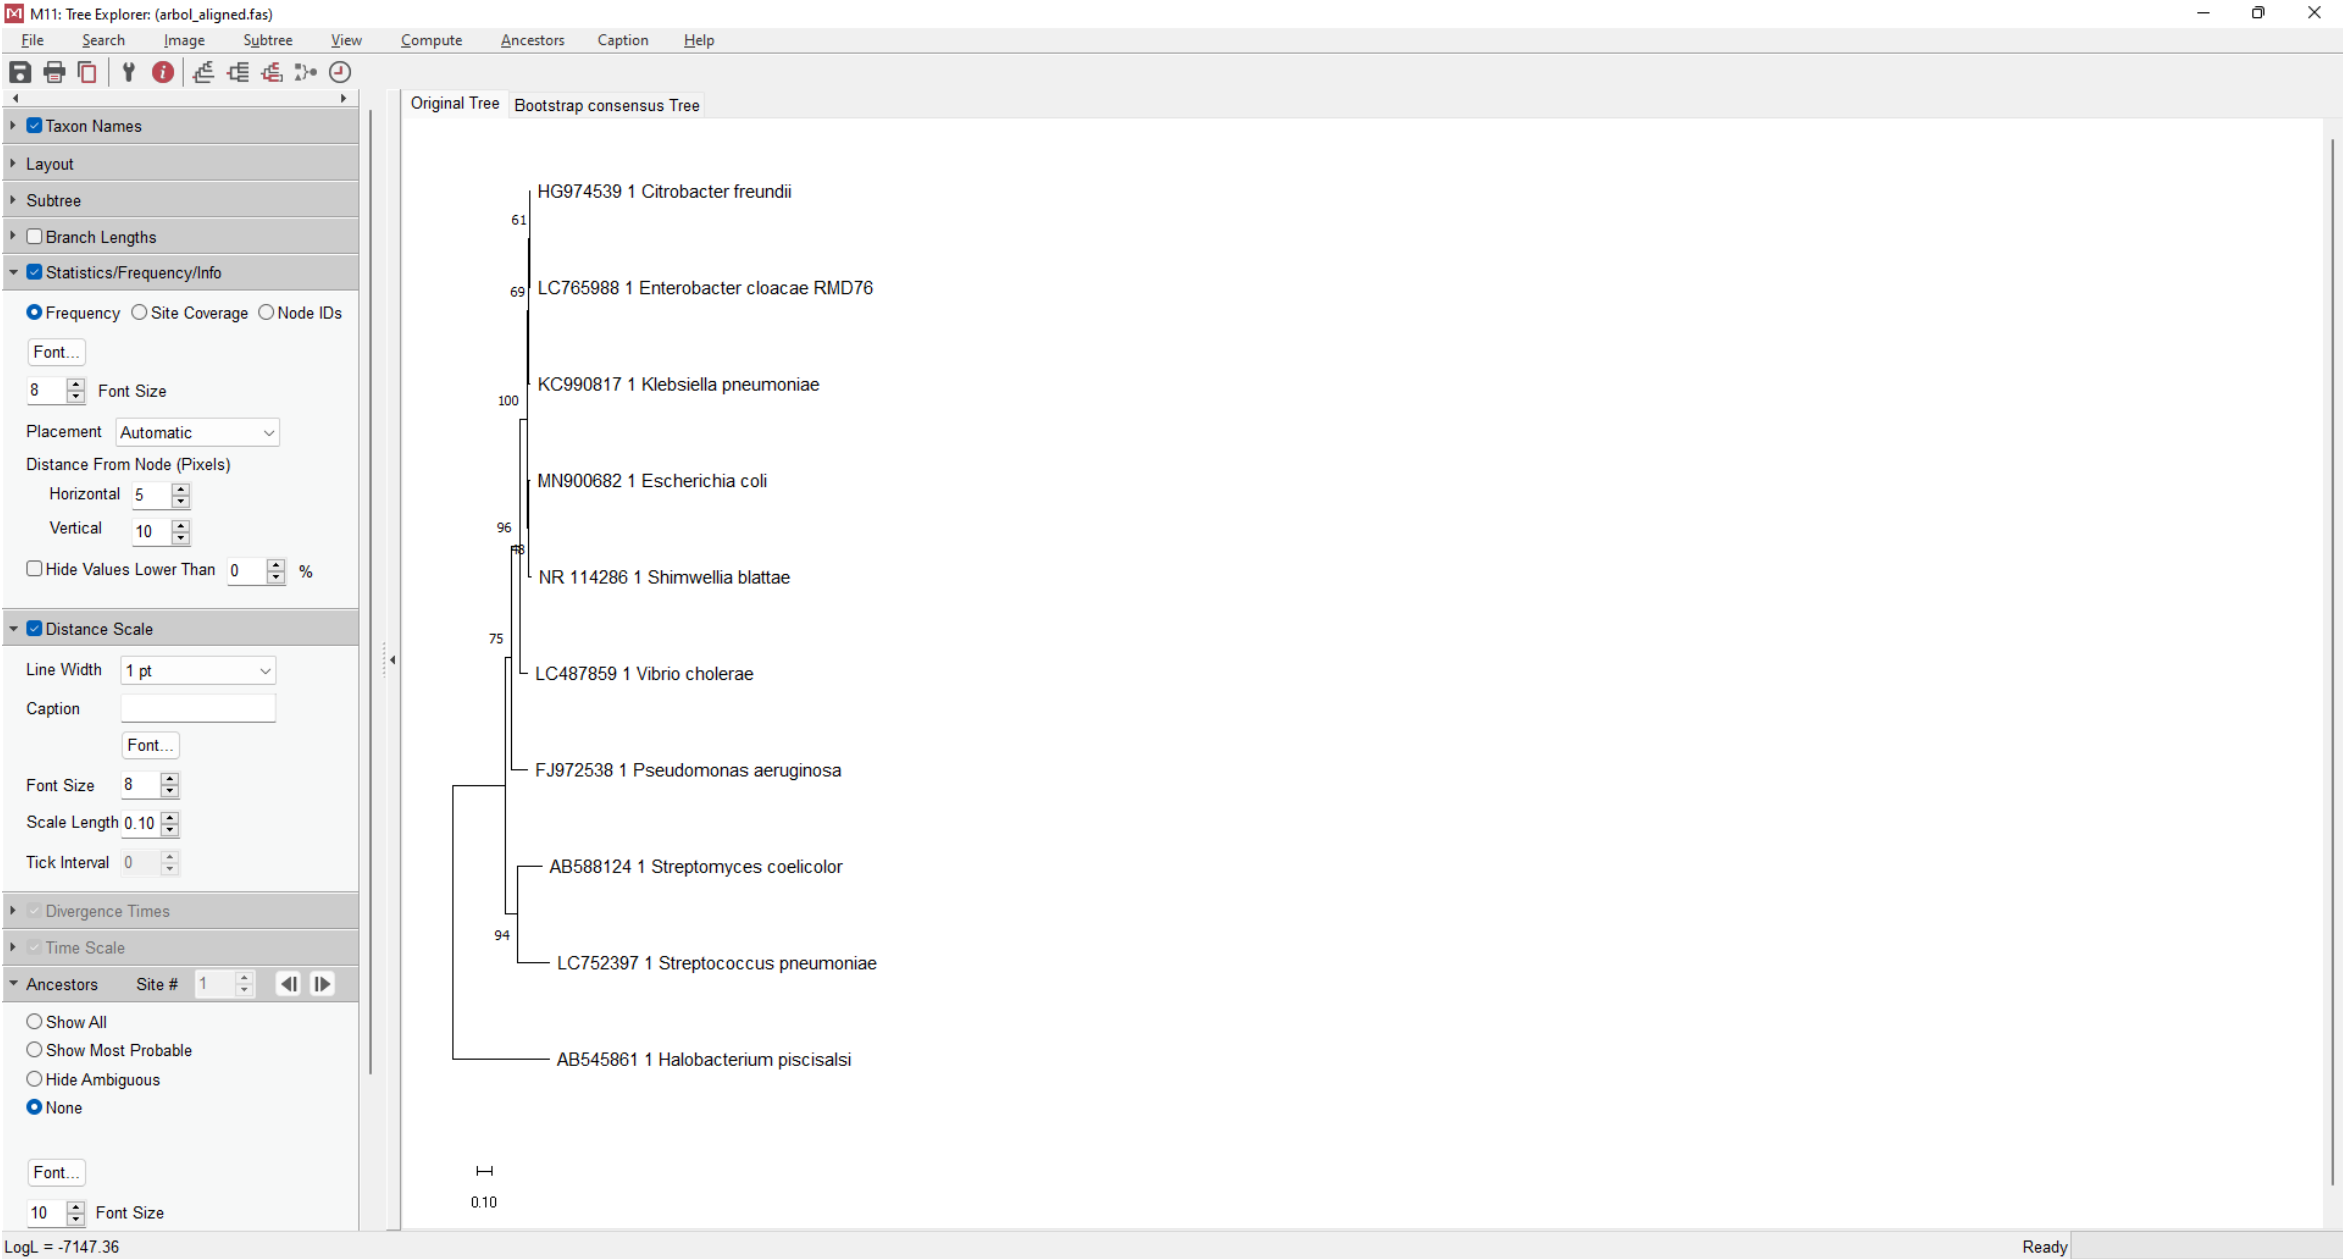 M11: Tree Explorer: (arbol_aligned.fas)
File Search Image Subtree View Compute Ancestors Caption Help
Original Tree Bootstrap consensus Tree
Taxon Names
Layout
Subtree
Branch Lengths
Statistics/Frequency/Info
Frequency Site Coverage Node IDs
Font...
8 Font Size
Placement Automatic
Distance From Node (Pixels)
Horizontal 5
Vertical 10
Hide Values Lower Than 0 %
Distance Scale
Line Width 1 pt
Caption
Font...
Font Size 8
Scale Length 0.10
Tick Interval 0
Divergence Times
Time Scale
Ancestors Site # 1
Show All
Show Most Probable
Hide Ambiguous
None
Font...
10 Font Size
HG974539 1 Citrobacter freundii
61
LC765988 1 Enterobacter cloacae RMD76
69
KC990817 1 Klebsiella pneumoniae
100
MN900682 1 Escherichia coli
96
48
NR 114286 1 Shimwellia blattae
75
LC487859 1 Vibrio cholerae
FJ972538 1 Pseudomonas aeruginosa
AB588124 1 Streptomyces coelicolor
94
LC752397 1 Streptococcus pneumoniae
AB545861 1 Halobacterium piscisalsi
0.10
LogL = -7147.36
Ready